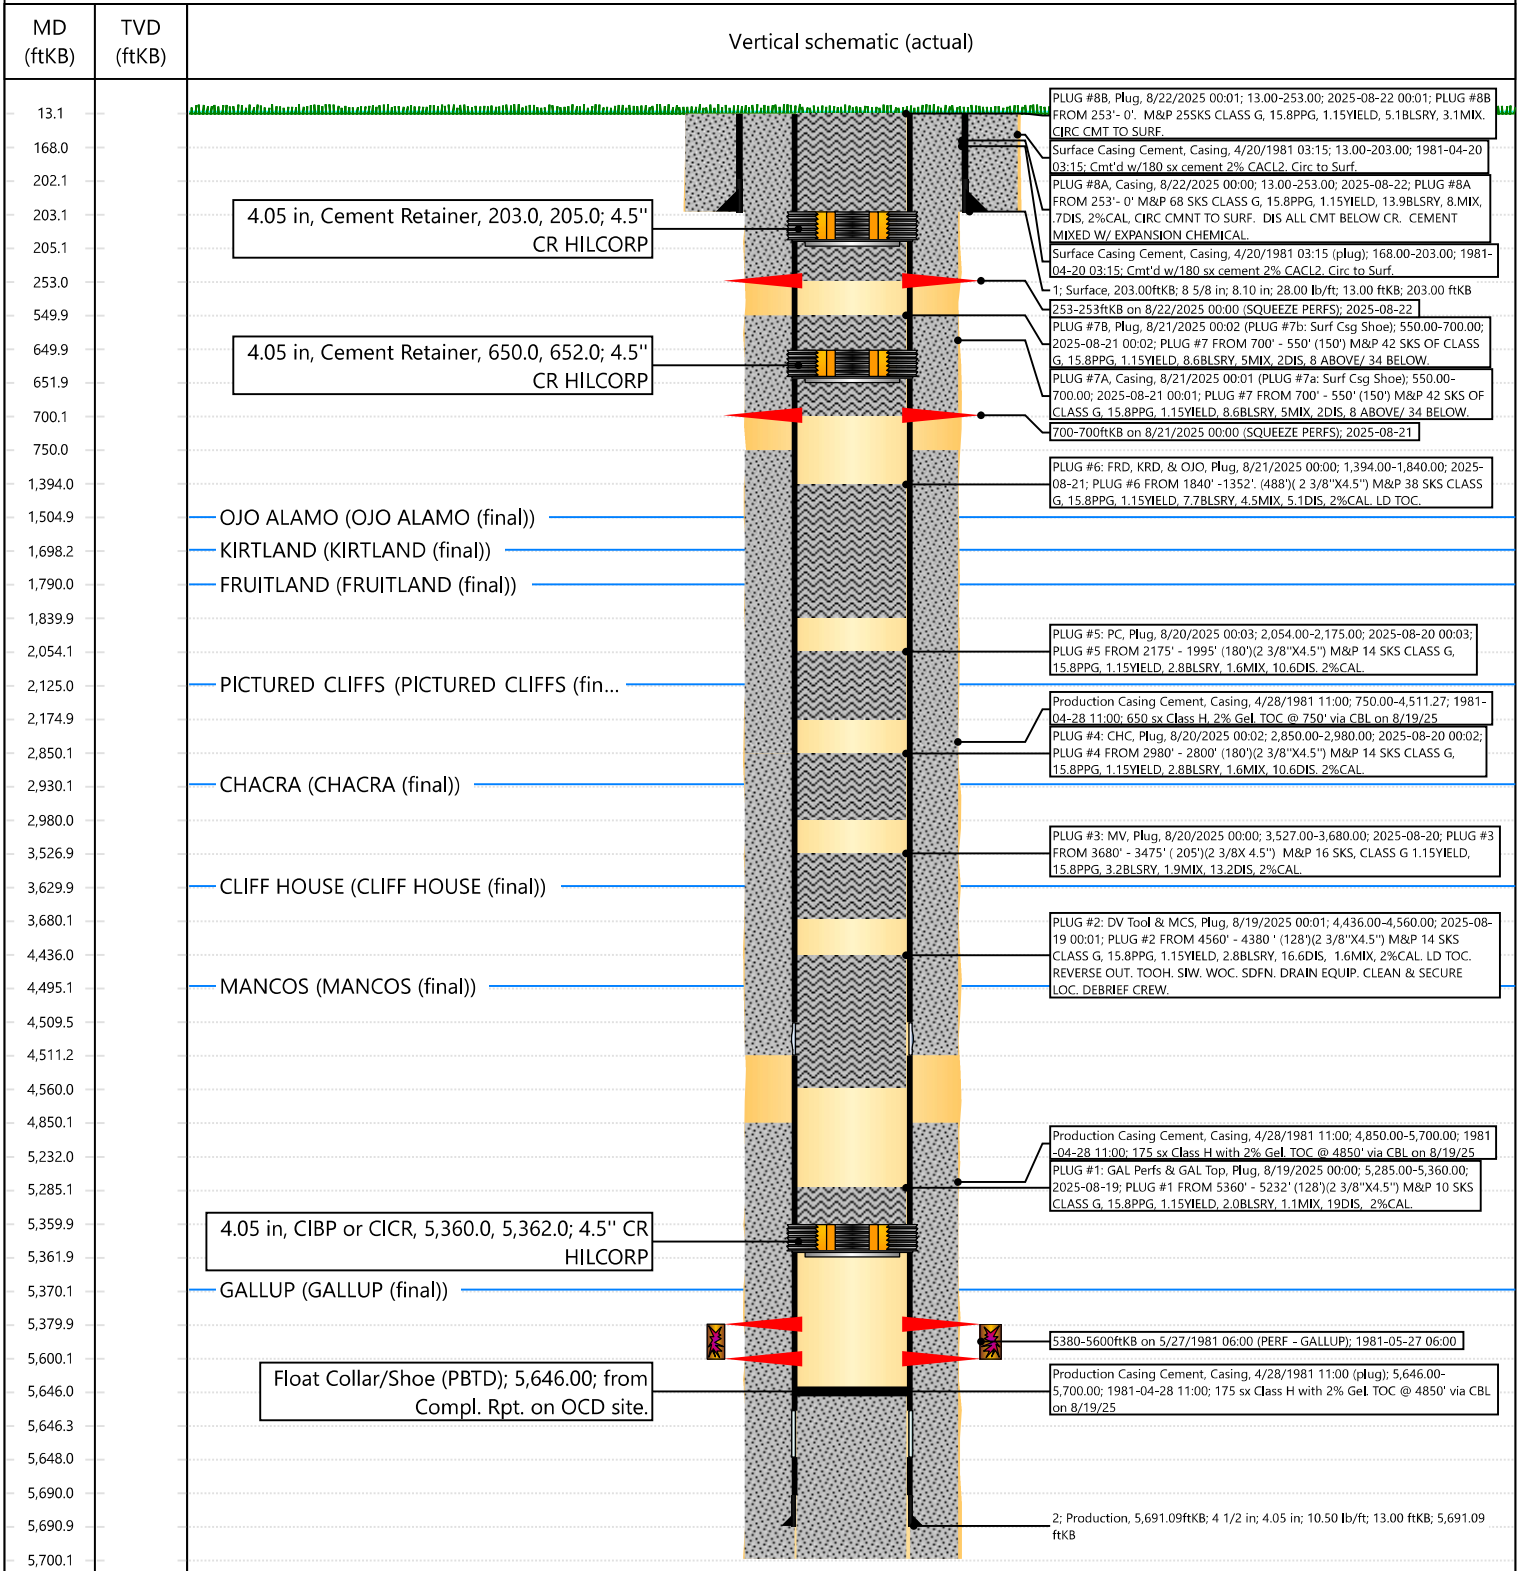 MD
(ftKB)
TVD
(ftKB)
Vertical schematic (actual)
13.1
168.0
202.1
203.1
205.1
253.0
549.9
649.9
651.9
700.1
750.0
1,394.0
1,504.9
1,698.2
1,790.0
1,839.9
2,054.1
2,125.0
2,174.9
2,850.1
2,930.1
2,980.0
3,526.9
3,629.9
3,680.1
4,436.0
4,495.1
4,509.5
4,511.2
4,560.0
4,850.1
5,232.0
5,285.1
5,359.9
5,361.9
5,370.1
5,379.9
5,600.1
5,646.0
5,646.3
5,648.0
5,690.0
5,690.9
5,700.1
4.05 in, Cement Retainer, 203.0, 205.0; 4.5"
CR HILCORP
4.05 in, Cement Retainer, 650.0, 652.0; 4.5"
CR HILCORP
OJO ALAMO (OJO ALAMO (final))
KIRTLAND (KIRTLAND (final))
FRUITLAND (FRUITLAND (final))
PICTURED CLIFFS (PICTURED CLIFFS (fin...
CHACRA (CHACRA (final))
CLIFF HOUSE (CLIFF HOUSE (final))
MANCOS (MANCOS (final))
4.05 in, CIBP or CICR, 5,360.0, 5,362.0; 4.5" CR
HILCORP
GALLUP (GALLUP (final))
Float Collar/Shoe (PBTD); 5,646.00; from
Compl. Rpt. on OCD site.
PLUG #8B, Plug, 8/22/2025 00:01; 13.00-253.00; 2025-08-22 00:01; PLUG #8B
FROM 253'- 0'.  M&P 25SKS CLASS G, 15.8PPG, 1.15YIELD, 5.1BLSRY, 3.1MIX.
CIRC CMT TO SURF.
Surface Casing Cement, Casing, 4/20/1981 03:15; 13.00-203.00; 1981-04-20
03:15; Cmt'd w/180 sx cement 2% CACL2. Circ to Surf.
PLUG #8A, Casing, 8/22/2025 00:00; 13.00-253.00; 2025-08-22; PLUG #8A
FROM 253'- 0' M&P 68 SKS CLASS G, 15.8PPG, 1.15YIELD, 13.9BLSRY, 8.MIX,
.7DIS, 2%CAL, CIRC CMNT TO SURF.  DIS ALL CMT BELOW CR.  CEMENT
MIXED W/ EXPANSION CHEMICAL.
Surface Casing Cement, Casing, 4/20/1981 03:15 (plug); 168.00-203.00; 1981-
04-20 03:15; Cmt'd w/180 sx cement 2% CACL2. Circ to Surf.
1; Surface, 203.00ftKB; 8 5/8 in; 8.10 in; 28.00 lb/ft; 13.00 ftKB; 203.00 ftKB
253-253ftKB on 8/22/2025 00:00 (SQUEEZE PERFS); 2025-08-22
PLUG #7B, Plug, 8/21/2025 00:02 (PLUG #7b: Surf Csg Shoe); 550.00-700.00;
2025-08-21 00:02; PLUG #7 FROM 700' - 550' (150') M&P 42 SKS OF CLASS
G, 15.8PPG, 1.15YIELD, 8.6BLSRY, 5MIX, 2DIS, 8 ABOVE/ 34 BELOW.
PLUG #7A, Casing, 8/21/2025 00:01 (PLUG #7a: Surf Csg Shoe); 550.00-
700.00; 2025-08-21 00:01; PLUG #7 FROM 700' - 550' (150') M&P 42 SKS OF
CLASS G, 15.8PPG, 1.15YIELD, 8.6BLSRY, 5MIX, 2DIS, 8 ABOVE/ 34 BELOW.
700-700ftKB on 8/21/2025 00:00 (SQUEEZE PERFS); 2025-08-21
PLUG #6: FRD, KRD, & OJO, Plug, 8/21/2025 00:00; 1,394.00-1,840.00; 2025-
08-21; PLUG #6 FROM 1840' -1352'. (488')( 2 3/8"X4.5") M&P 38 SKS CLASS
G, 15.8PPG, 1.15YIELD, 7.7BLSRY, 4.5MIX, 5.1DIS, 2%CAL. LD TOC.
PLUG #5: PC, Plug, 8/20/2025 00:03; 2,054.00-2,175.00; 2025-08-20 00:03;
PLUG #5 FROM 2175' - 1995' (180')(2 3/8"X4.5") M&P 14 SKS CLASS G,
15.8PPG, 1.15YIELD, 2.8BLSRY, 1.6MIX, 10.6DIS. 2%CAL.
Production Casing Cement, Casing, 4/28/1981 11:00; 750.00-4,511.27; 1981-
04-28 11:00; 650 sx Class H, 2% Gel. TOC @ 750' via CBL on 8/19/25
PLUG #4: CHC, Plug, 8/20/2025 00:02; 2,850.00-2,980.00; 2025-08-20 00:02;
PLUG #4 FROM 2980' - 2800' (180')(2 3/8"X4.5") M&P 14 SKS CLASS G,
15.8PPG, 1.15YIELD, 2.8BLSRY, 1.6MIX, 10.6DIS. 2%CAL.
PLUG #3: MV, Plug, 8/20/2025 00:00; 3,527.00-3,680.00; 2025-08-20; PLUG #3
FROM 3680' - 3475' ( 205')(2 3/8X 4.5")  M&P 16 SKS, CLASS G 1.15YIELD,
15.8PPG, 3.2BLSRY, 1.9MIX, 13.2DIS, 2%CAL.
PLUG #2: DV Tool & MCS, Plug, 8/19/2025 00:01; 4,436.00-4,560.00; 2025-08-
19 00:01; PLUG #2 FROM 4560' - 4380 ' (128')(2 3/8"X4.5") M&P 14 SKS
CLASS G, 15.8PPG, 1.15YIELD, 2.8BLSRY, 16.6DIS,  1.6MIX, 2%CAL. LD TOC.
REVERSE OUT. TOOH. SIW. WOC. SDFN. DRAIN EQUIP. CLEAN & SECURE
LOC. DEBRIEF CREW.
Production Casing Cement, Casing, 4/28/1981 11:00; 4,850.00-5,700.00; 1981
-04-28 11:00; 175 sx Class H with 2% Gel. TOC @ 4850' via CBL on 8/19/25
PLUG #1: GAL Perfs & GAL Top, Plug, 8/19/2025 00:00; 5,285.00-5,360.00;
2025-08-19; PLUG #1 FROM 5360' - 5232' (128')(2 3/8"X4.5") M&P 10 SKS
CLASS G, 15.8PPG, 1.15YIELD, 2.0BLSRY, 1.1MIX, 19DIS,  2%CAL.
5380-5600ftKB on 5/27/1981 06:00 (PERF - GALLUP); 1981-05-27 06:00
Production Casing Cement, Casing, 4/28/1981 11:00 (plug); 5,646.00-
5,700.00; 1981-04-28 11:00; 175 sx Class H with 2% Gel. TOC @ 4850' via CBL
on 8/19/25
2; Production, 5,691.09ftKB; 4 1/2 in; 4.05 in; 10.50 lb/ft; 13.00 ftKB; 5,691.09
ftKB